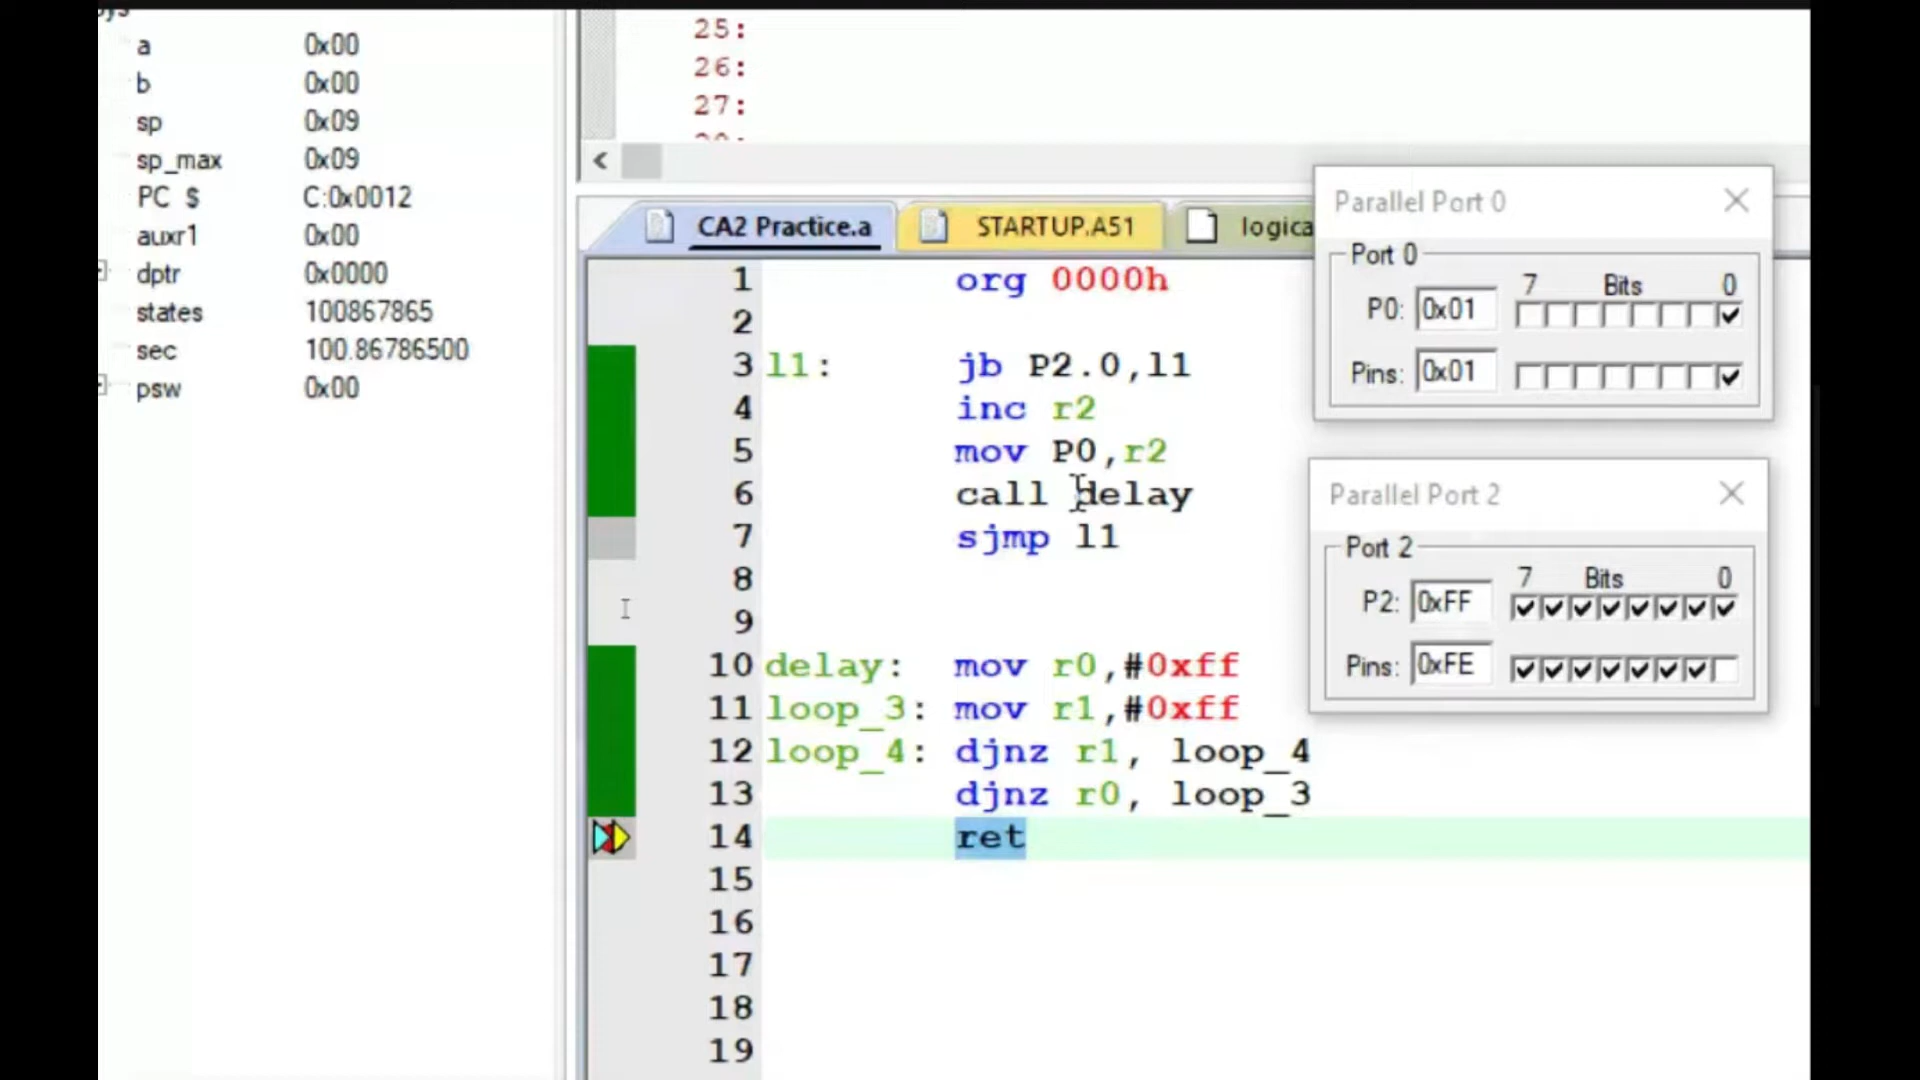 a 0x00
b 0x00
sp 0x09
sp_max 0x09
PC $ C:0x0012
auxr1 0x00
dptr 0x0000
states 100867865
sec 100.86786500
psw 0x00
25:
26:
27:
CA2 Practice.a STARTUP.A51 logica
1 org 0000h
2
3 l1: jb P2.0,l1
4 inc r2
5 mov P0,r2
6 call delay
7 sjmp l1
8
9
10 delay: mov r0,#0xff
11 loop_3: mov r1,#0xff
12 loop_4: djnz r1, loop_4
13 djnz r0, loop_3
14 ret
15
16
17
18
19
Parallel Port 0
Port 0
7 Bits 0
P0: 0x01
Pins: 0x01
Parallel Port 2
Port 2
7 Bits 0
P2: 0xFF
Pins: 0xFE